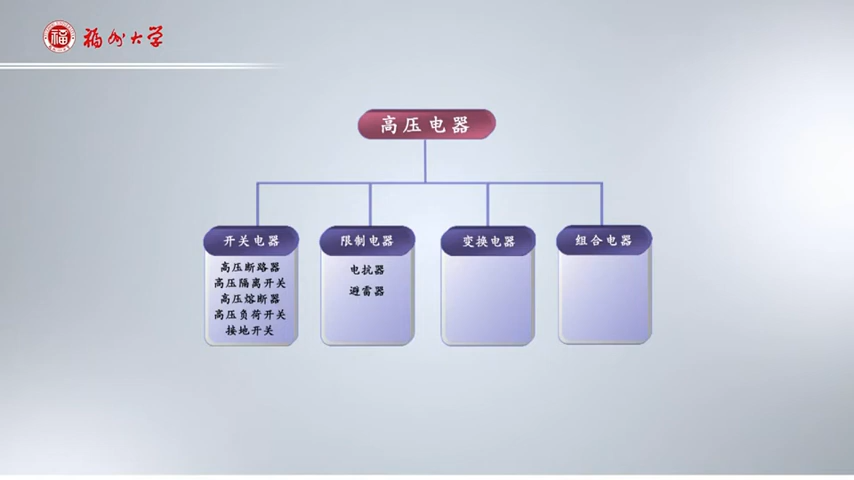 福
福州大学
高压电器
开关电器
高压断路器
高压隔离开关
高压熔断器
高压负荷开关
接地开关
限制电器
电抗器
避雷器
变换电器
组合电器